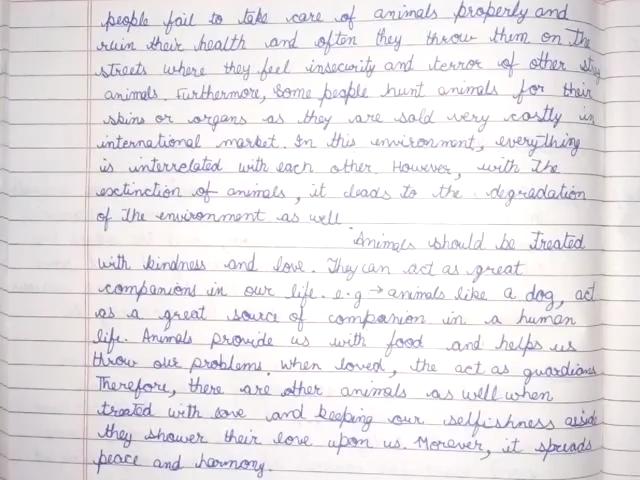 people fail to take care of animals properly and
ruin their health and often they throw them on the
streets where they feel insecurity and terror of other stray
animals. Furthermore, Some people hunt animals for their
skins or organs as they are sold very costly in
international market. In this environment, everything
is interrelated with each other. However, with the
extinction of animals, it leads to the degradation
of the environment as well.
Animals should be treated
with kindness and love. They can act as great
companions in our life. e.g → animals like a dog, act
as a great source of companion in a human
life. Animals provide us with food and helps us
throw our problems. when loved, the act as guardians
Therefore, there are other animals as well when
treated with love and keeping our selfishness aside
they shower their love upon us. Morever, it spreads
peace and harmony.